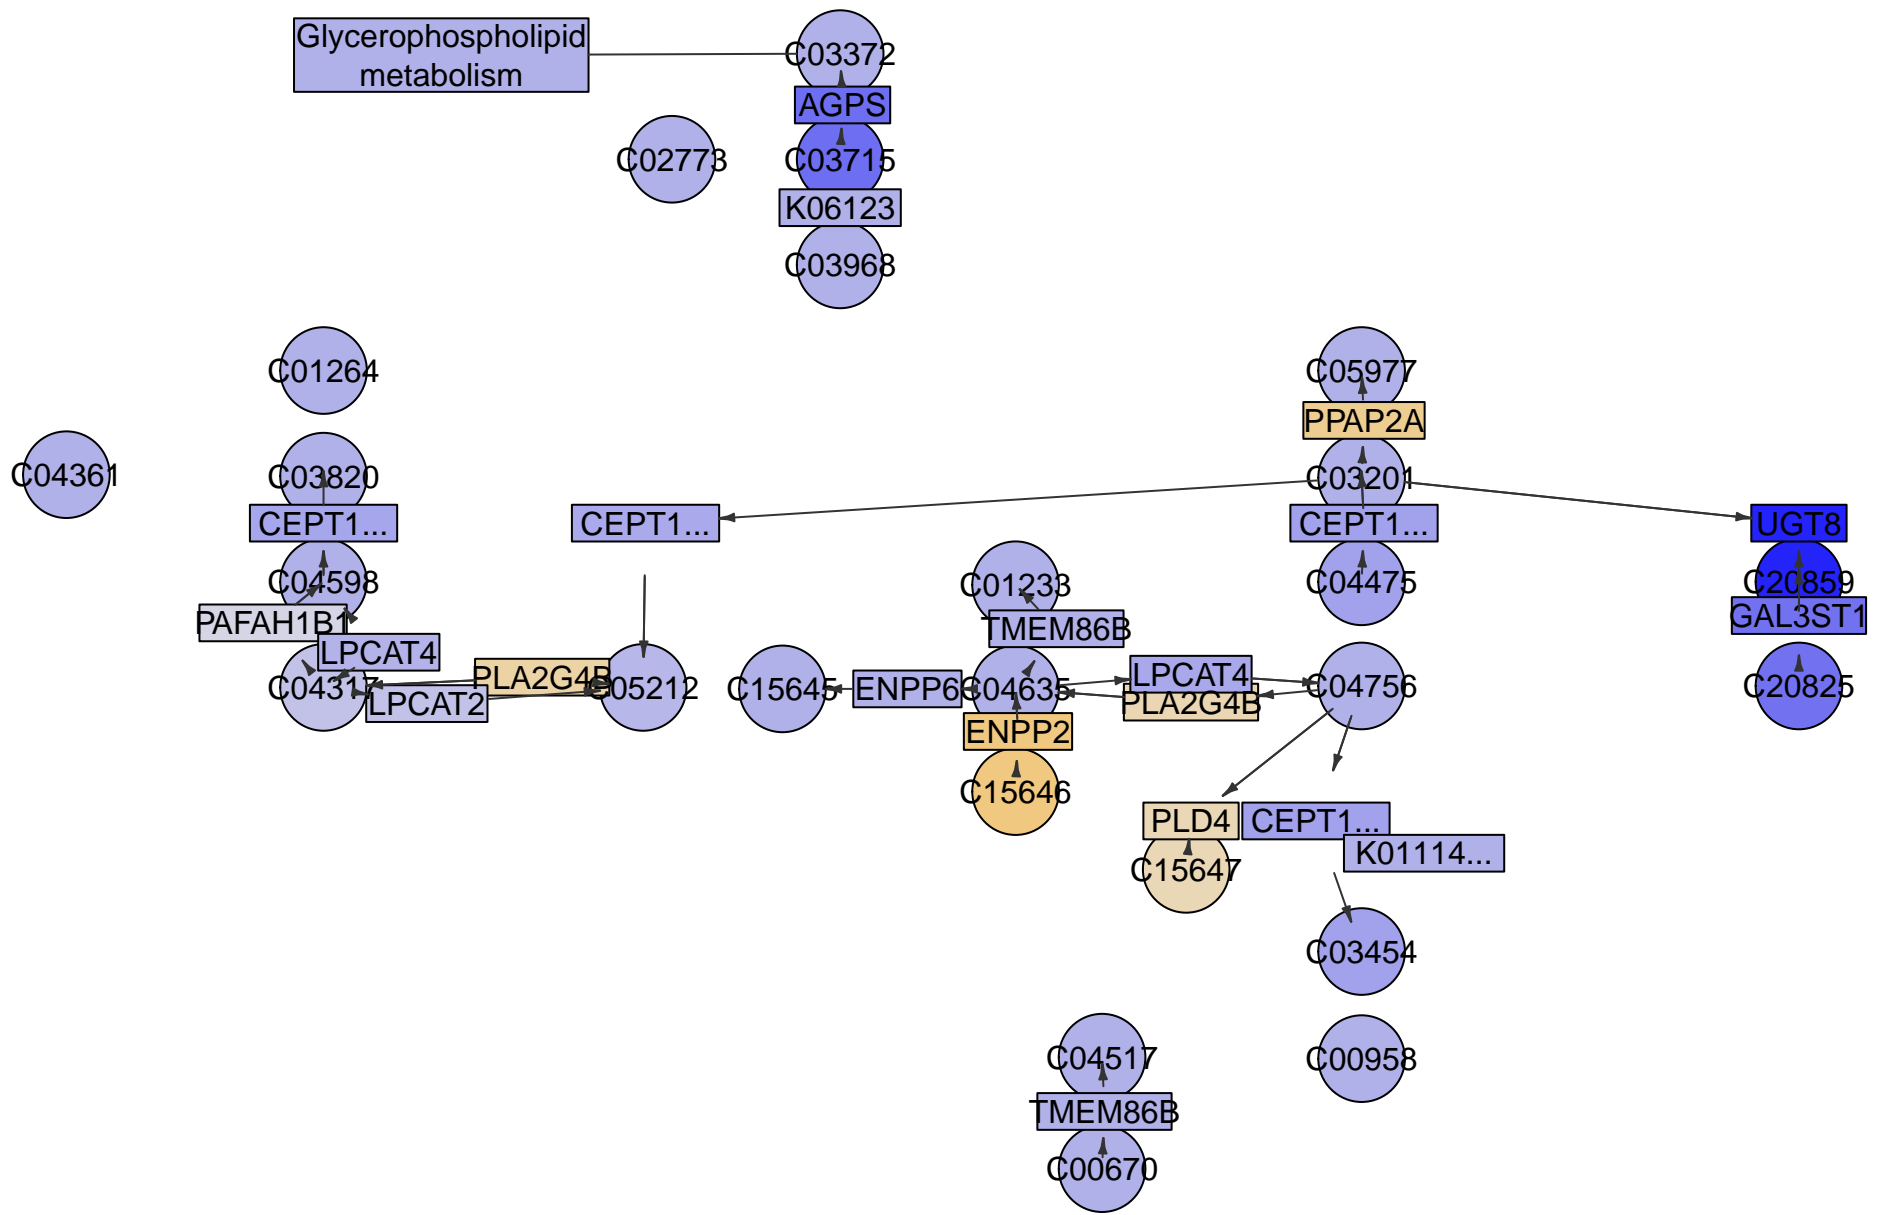 Glycerophospholipid
metabolism
C03372
AGPS
C02773
C03715
K06123
C03968
C01264
C05977
PPAP2A
C04361
C03820
C03201
CEPT1...
CEPT1...
CEPT1...
UGT8
C04598
C01233
C04475
C20859
PAFAH1B1
TMEM86B
GAL3ST1
LPCAT4
C04317
PLA2G4B
LPCAT2
C05212
C15645
ENPP6
C04635
LPCAT4
PLA2G4B
C04756
C20825
ENPP2
C15646
PLD4
CEPT1...
K01114...
C15647
C03454
C04517
C00958
TMEM86B
C00670